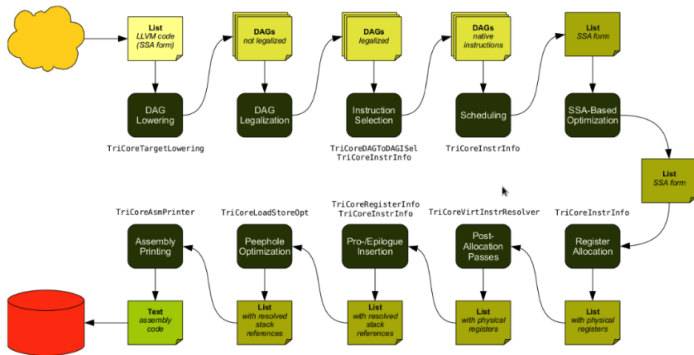 List
LLVM code
(SSA form)
DAGs
not legalized
DAGs
legalized
DAGs
native
instructions
List
SSA form
DAG
Lowering
DAG
Legalization
Instruction
Selection
Scheduling
SSA-Based
Optimization
TriCoreTargetLowering
TriCoreDAGToDAGISel
TriCoreInstrInfo
TriCoreInstrInfo
List
SSA form
TriCoreAsmPrinter
TriCoreLoadStoreOpt
TriCoreRegisterInfo
TriCoreInstrInfo
TriCoreVirtInstrResolver
TriCoreInstrInfo
Assembly
Printing
Peephole
Optimization
Pro-/Epilogue
Insertion
Post-
Allocation
Passes
Register
Allocation
Text
assembly
code
List
with resolved
stack
references
List
with resolved
stack
references
List
with physical
registers
List
with physical
registers